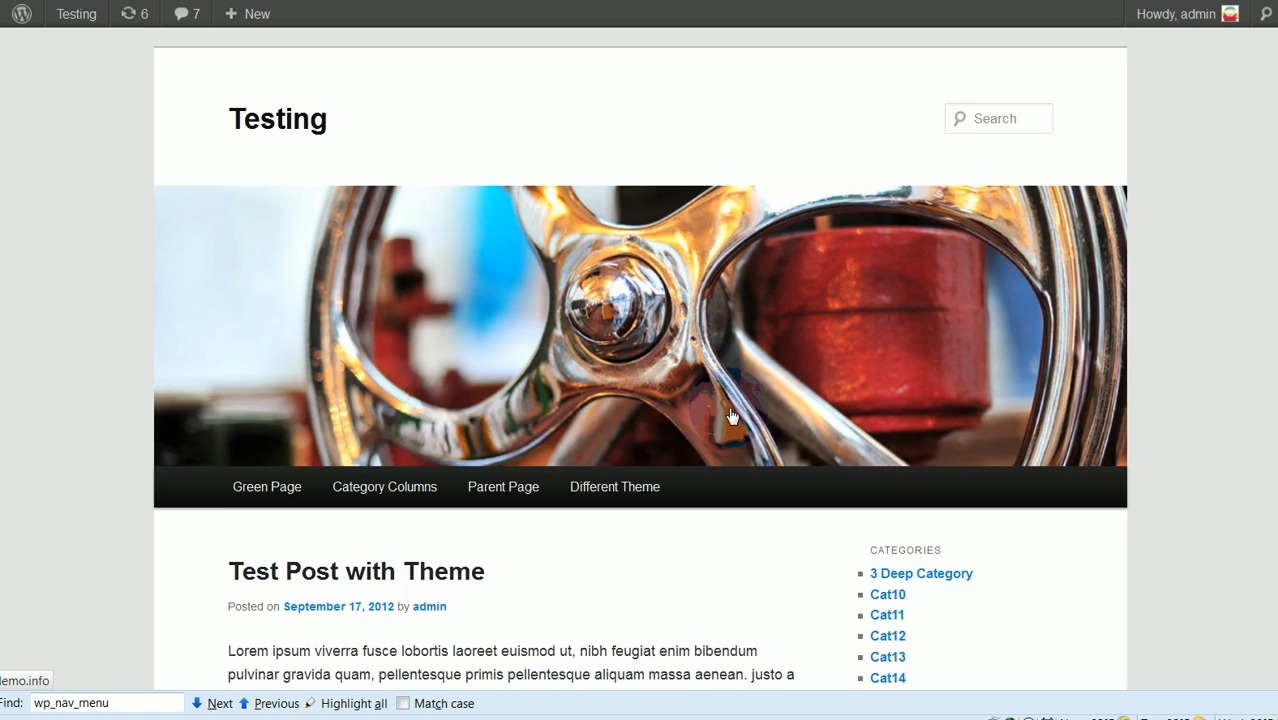 Testing 6 7 New Howdy, admin
Testing
Search
Green Page Category Columns Parent Page Different Theme
CATEGORIES
Test Post with Theme
3 Deep Category
Cat10
Posted on September 17, 2012 by admin
Cat11
Cat12
Lorem ipsum viverra fusce lobortis laoreet euismod ut, nibh feugiat enim bibendum
Cat13
pulvinar gravida quam, pellentesque primis pellentesque aliquam massa aenean. justo a
Cat14
lemo.info
Find: wp_nav_menu Next Previous Highlight all Match case